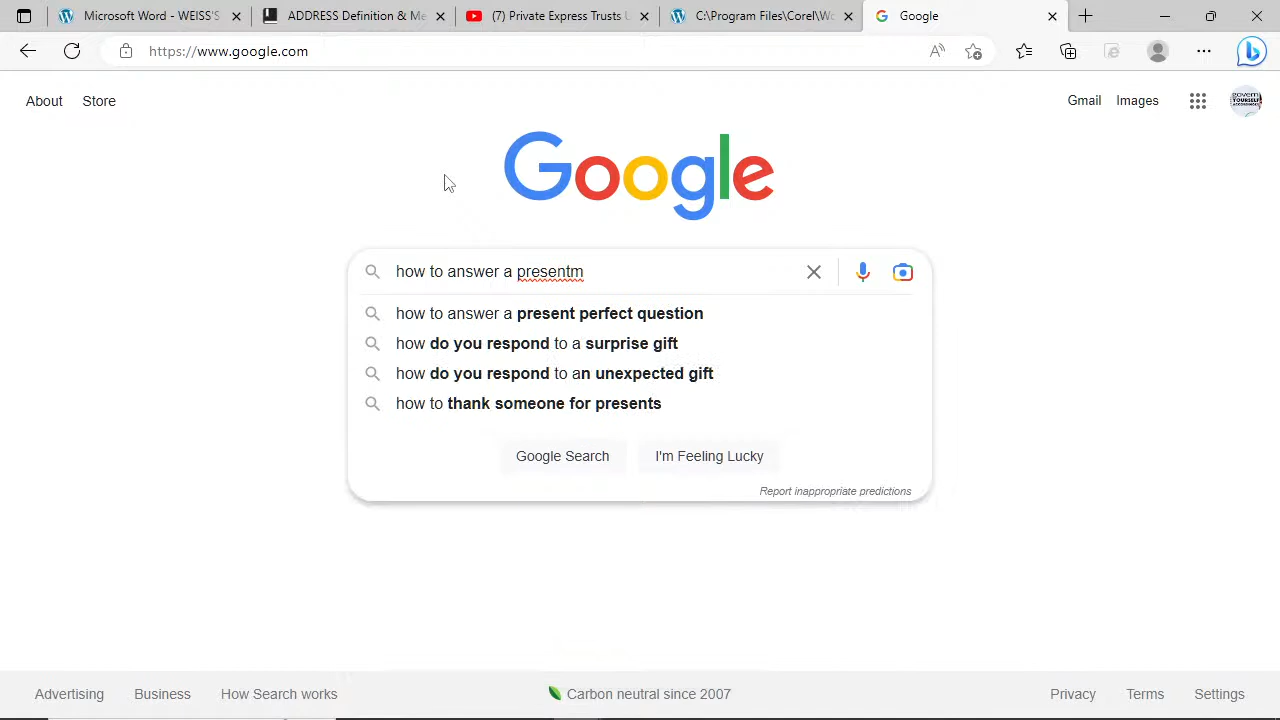 Microsoft Word - WEISS'S
ADDRESS Definition & Me
(7) Private Express Trusts
C:\Program Files\Corel\Wo
Google
https://www.google.com
About
Store
Gmail
Images
govern
YOURSELF
Google
how to answer a presentm
how to answer a present perfect question
how do you respond to a surprise gift
how do you respond to an unexpected gift
how to thank someone for presents
Google Search
I'm Feeling Lucky
Report inappropriate predictions
Advertising
Business
How Search works
Carbon neutral since 2007
Privacy
Terms
Settings